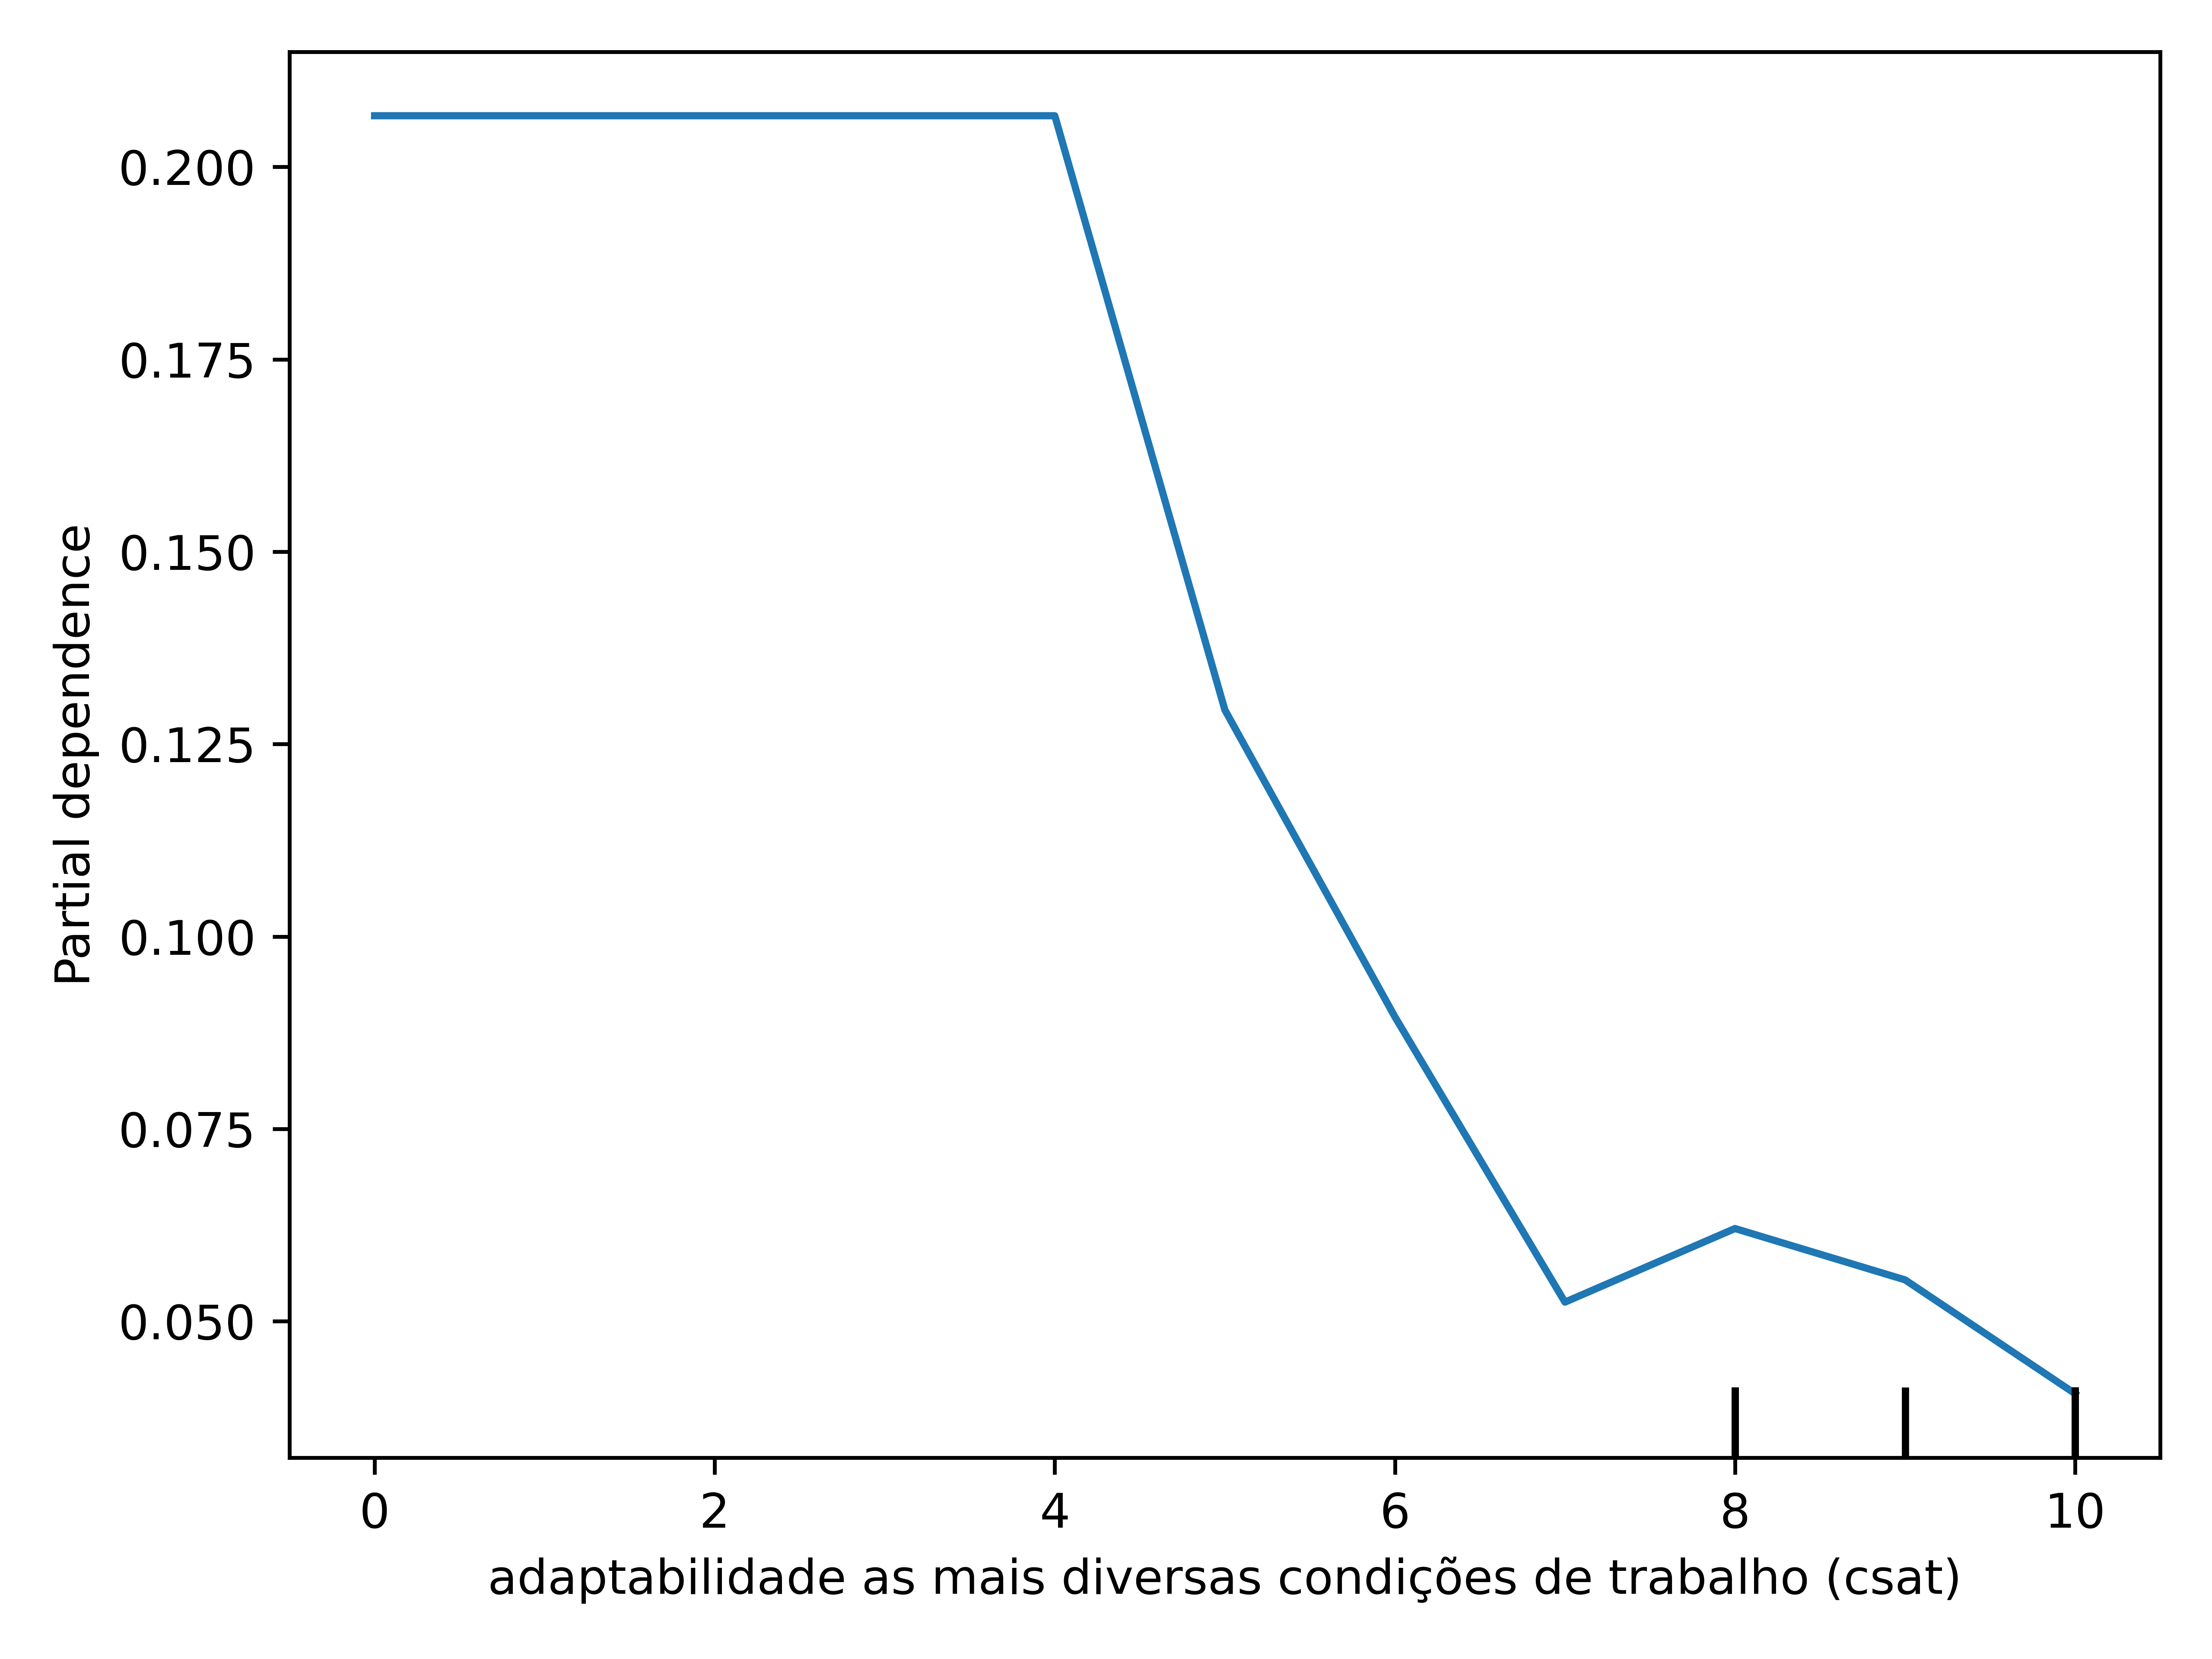 0.200
0.175
0.150
0.125
0.100
0.075
0.050
Partial dependence
0 2 4 6 8 10
adaptabilidade as mais diversas condições de trabalho (csat)